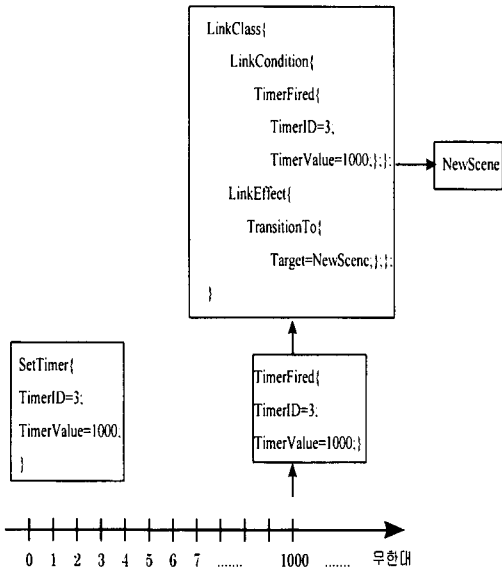 LinkClass{
LinkCondition{
TimerFired{
TimerID=3;
TimerValue=1000;};};
LinkEffect{
TransitionTo{
Target=NewScene;};};
}
NewScene
SetTimer{
TimerID=3;
TimerValue=1000;
}
TimerFired{
TimerID=3;
TimerValue=1000;}
0 1 2 3 4 5 6 7 ........ 1000 ....... 무한대